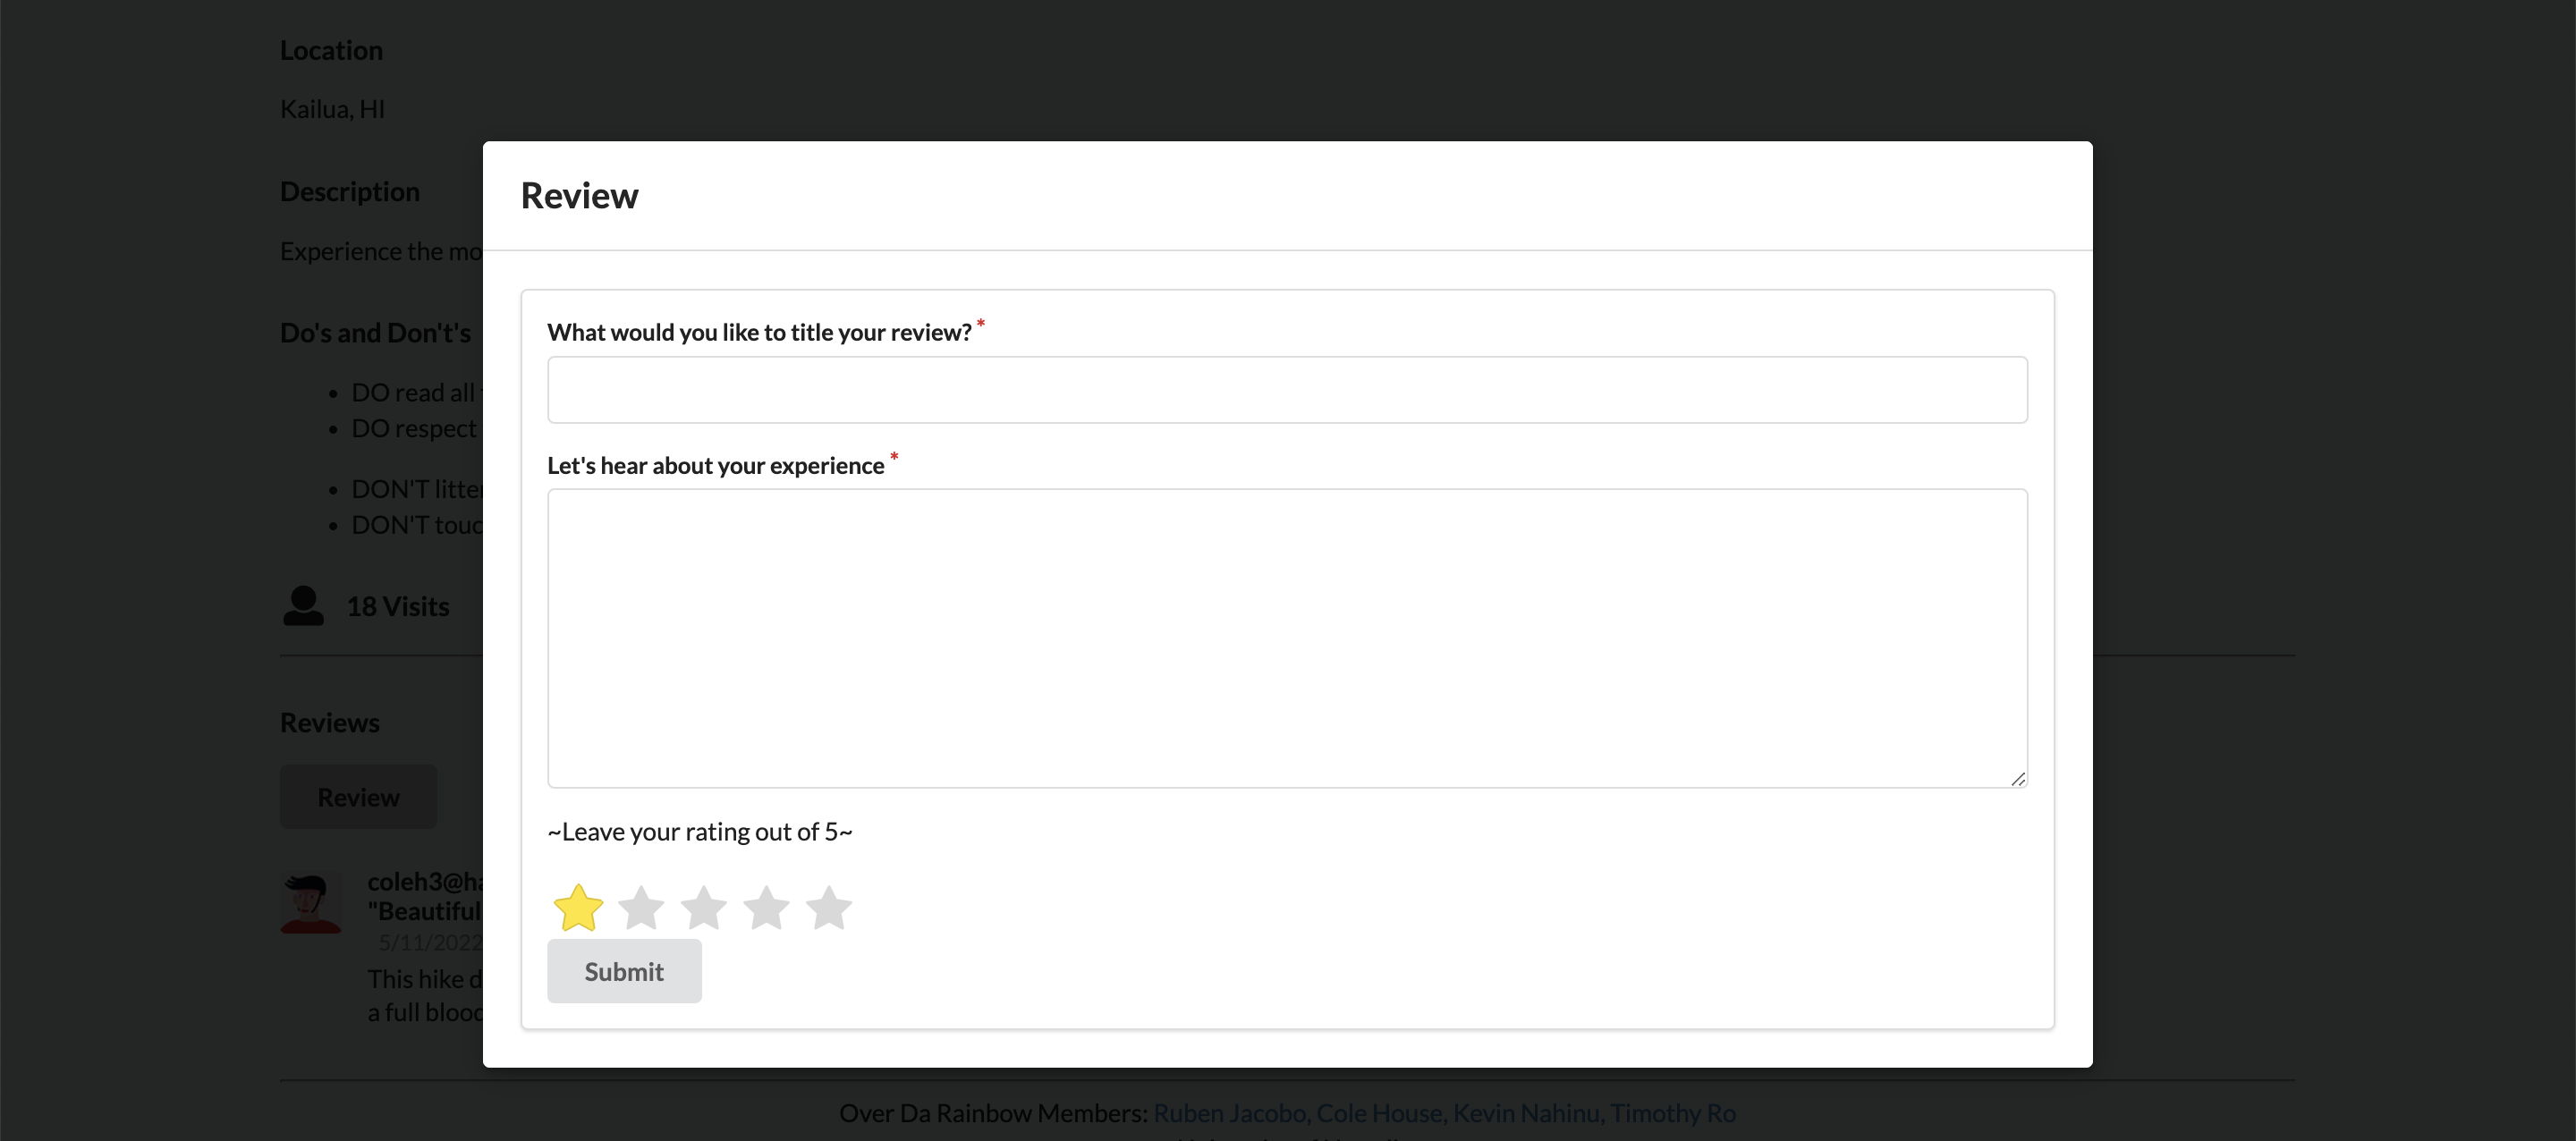 Location
Kailua, HI
Description
Experience the mo
Do's and Don't's
DO read all
DO respect
DON'T litter
DON'T touc
18 Visits
Reviews
Review
coleh3@ha
"Beautiful
5/11/2022
This hike d
a full blood
Review
What would you like to title your review? *
Let's hear about your experience *
~Leave your rating out of 5~
Submit
Over Da Rainbow Members: Ruben Jacobo, Cole House, Kevin Nahinu, Timothy Ro